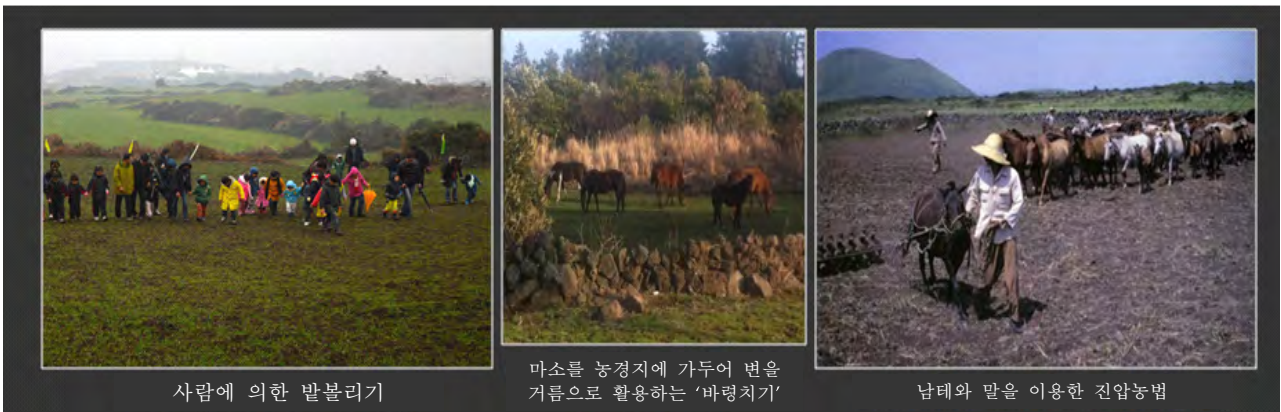 사람에 의한 밭볼리기
마소를 농경지에 가두어 변을
거름으로 활용하는 ‘바령치기’
남테와 말을 이용한 진압농법